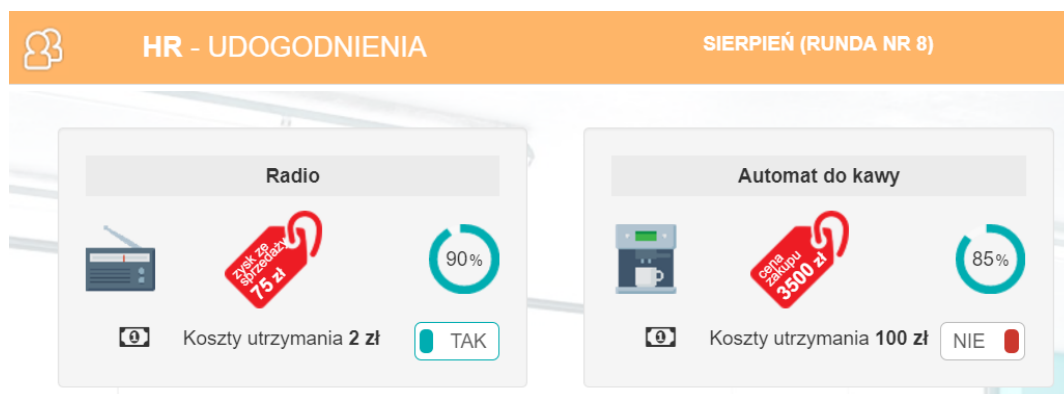 HR - UDOGODNIENIA
SIERPIEŃ (RUNDA NR 8)
Radio
zysk ze
sprzedaży
75 zł
90%
Koszty utrzymania 2 zł
TAK
Automat do kawy
cena
zakupu
3500 zł
85%
Koszty utrzymania 100 zł
NIE